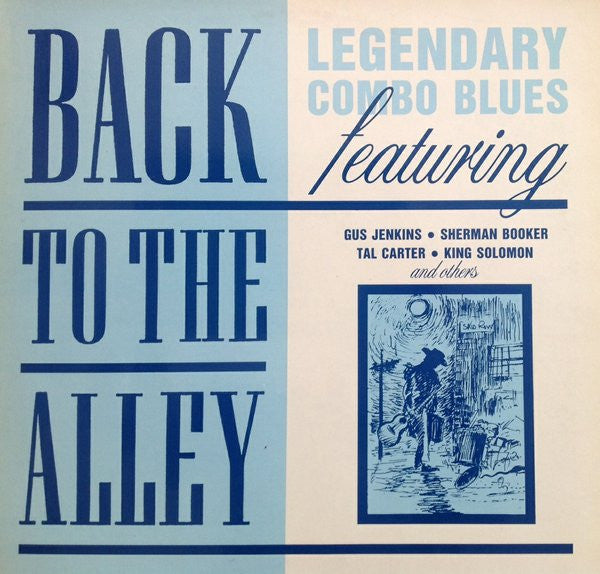 BACK
TO THE
ALLEY
LEGENDARY
COMBO BLUES
featuring
GUS JENKINS • SHERMAN BOOKER
TAL CARTER • KING SOLOMON
and others
SKID ROW